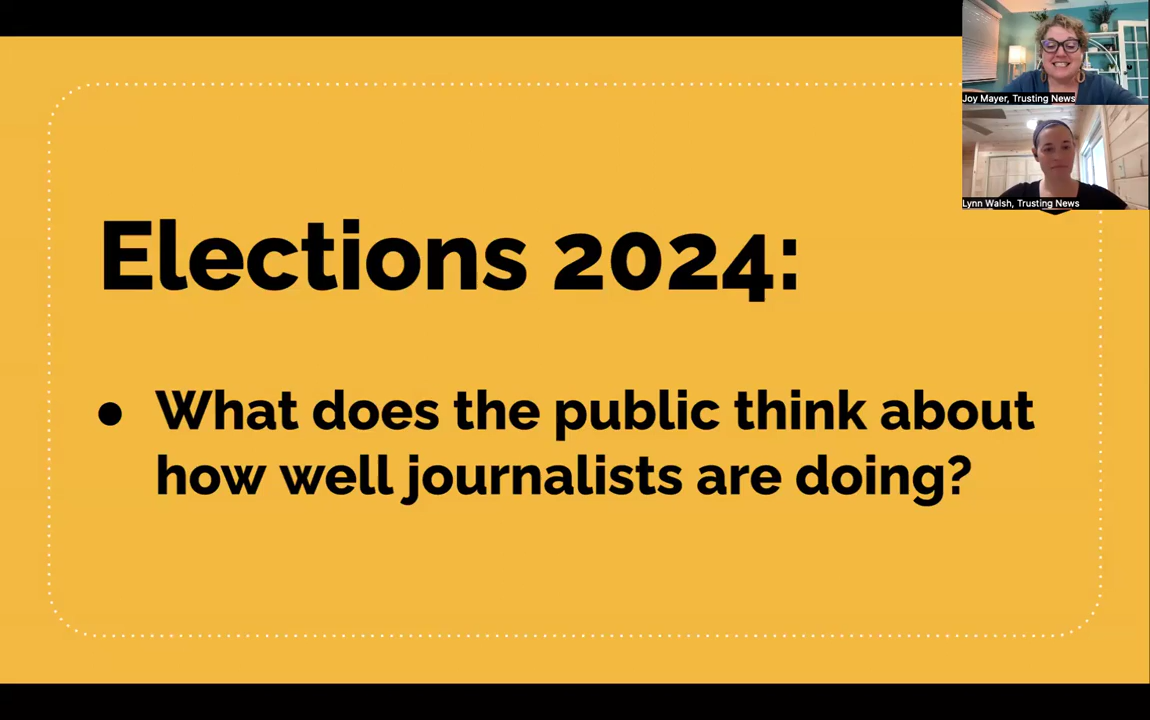 Joy Mayer, Trusting News
Lynn Walsh, Trusting News
Elections 2024:
● What does the public think about
how well journalists are doing?